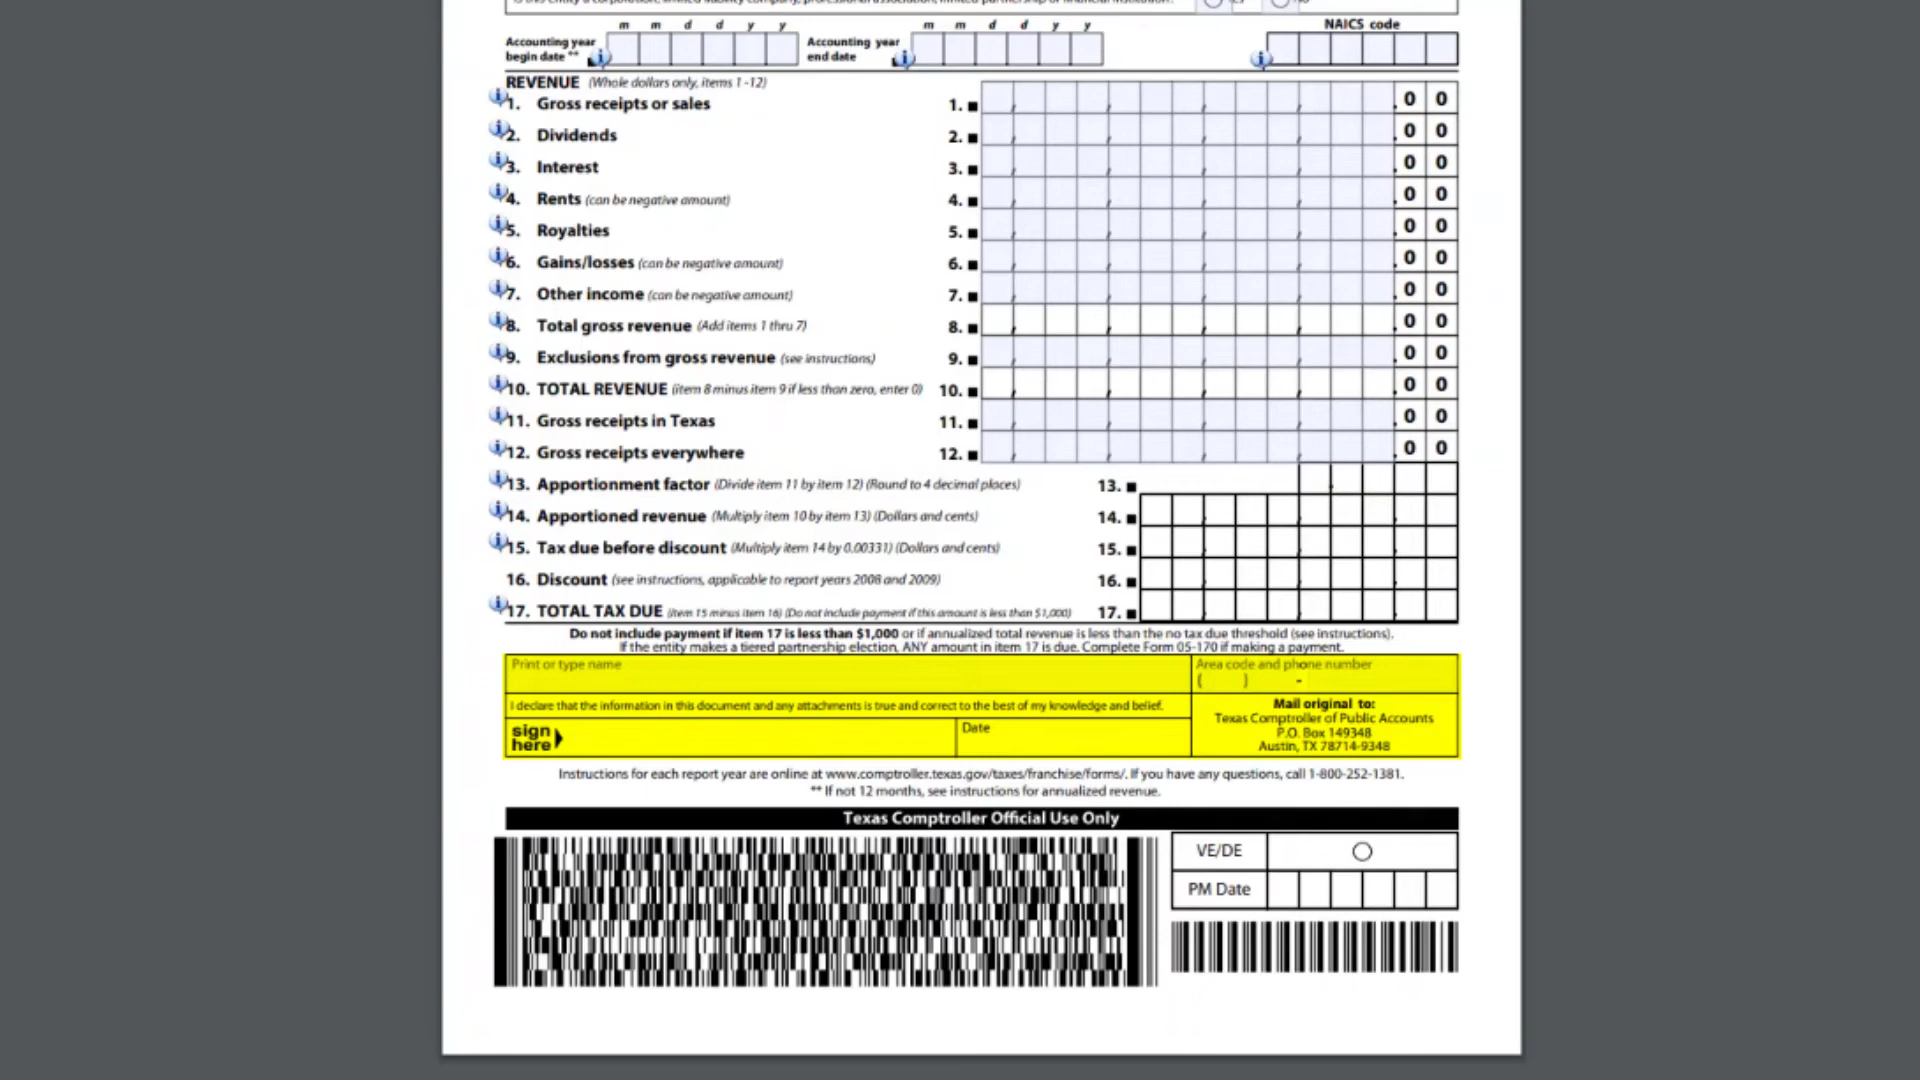 m m d d y y m m d d y y NAICS code
Accounting year begin date ** Accounting year end date
REVENUE (Whole dollars only, items 1 -12)
1. Gross receipts or sales 1. ■ , , , , . 0 0
2. Dividends 2. ■ , , , , . 0 0
3. Interest 3. ■ , , , , . 0 0
4. Rents (can be negative amount) 4. ■ , , , , . 0 0
5. Royalties 5. ■ , , , , . 0 0
6. Gains/losses (can be negative amount) 6. ■ , , , , . 0 0
7. Other income (can be negative amount) 7. ■ , , , , . 0 0
8. Total gross revenue (Add items 1 thru 7) 8. ■ , , , , . 0 0
9. Exclusions from gross revenue (see instructions) 9. ■ , , , , . 0 0
10. TOTAL REVENUE (item 8 minus item 9 if less than zero, enter 0) 10. ■ , , , , . 0 0
11. Gross receipts in Texas 11. ■ , , , , . 0 0
12. Gross receipts everywhere 12. ■ , , , , . 0 0
13. Apportionment factor (Divide item 11 by item 12) (Round to 4 decimal places) 13. ■ .
14. Apportioned revenue (Multiply item 10 by item 13) (Dollars and cents) 14. ■ , , .
15. Tax due before discount (Multiply item 14 by 0.00331) (Dollars and cents) 15. ■ , , .
16. Discount (see instructions, applicable to report years 2008 and 2009) 16. ■ , , .
17. TOTAL TAX DUE (item 15 minus item 16) (Do not include payment if this amount is less than $1,000) 17. ■ , , .
Do not include payment if item 17 is less than $1,000 or if annualized total revenue is less than the no tax due threshold (see instructions).
If the entity makes a tiered partnership election, ANY amount in item 17 is due. Complete Form 05-170 if making a payment.
Print or type name
Area code and phone number
( ) -
I declare that the information in this document and any attachments is true and correct to the best of my knowledge and belief.
sign here
Date
Mail original to:
Texas Comptroller of Public Accounts
P.O. Box 149348
Austin, TX 78714-9348
Instructions for each report year are online at www.comptroller.texas.gov/taxes/franchise/forms/. If you have any questions, call 1-800-252-1381.
** If not 12 months, see instructions for annualized revenue.
Texas Comptroller Official Use Only
VE/DE
PM Date